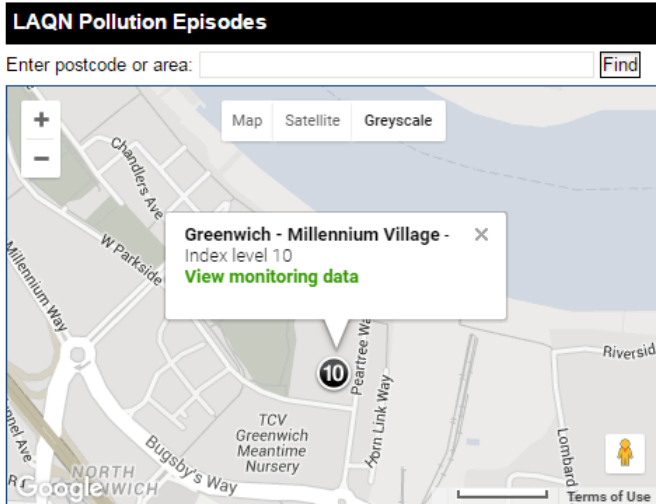 LAQN Pollution Episodes
Enter postcode or area:
Find
+
−
Map
Satellite
Greyscale
Chandlers Ave
W Parkside
Millennium Way
Greenwich - Millennium Village -
Index level 10
View monitoring data
×
10
Peartree Wa
Horn Link Way
Riversid
TCV
Greenwich
Meantime
Nursery
Bugsby's Way
Lombard
NORTH
Google
WICH
Terms of Use